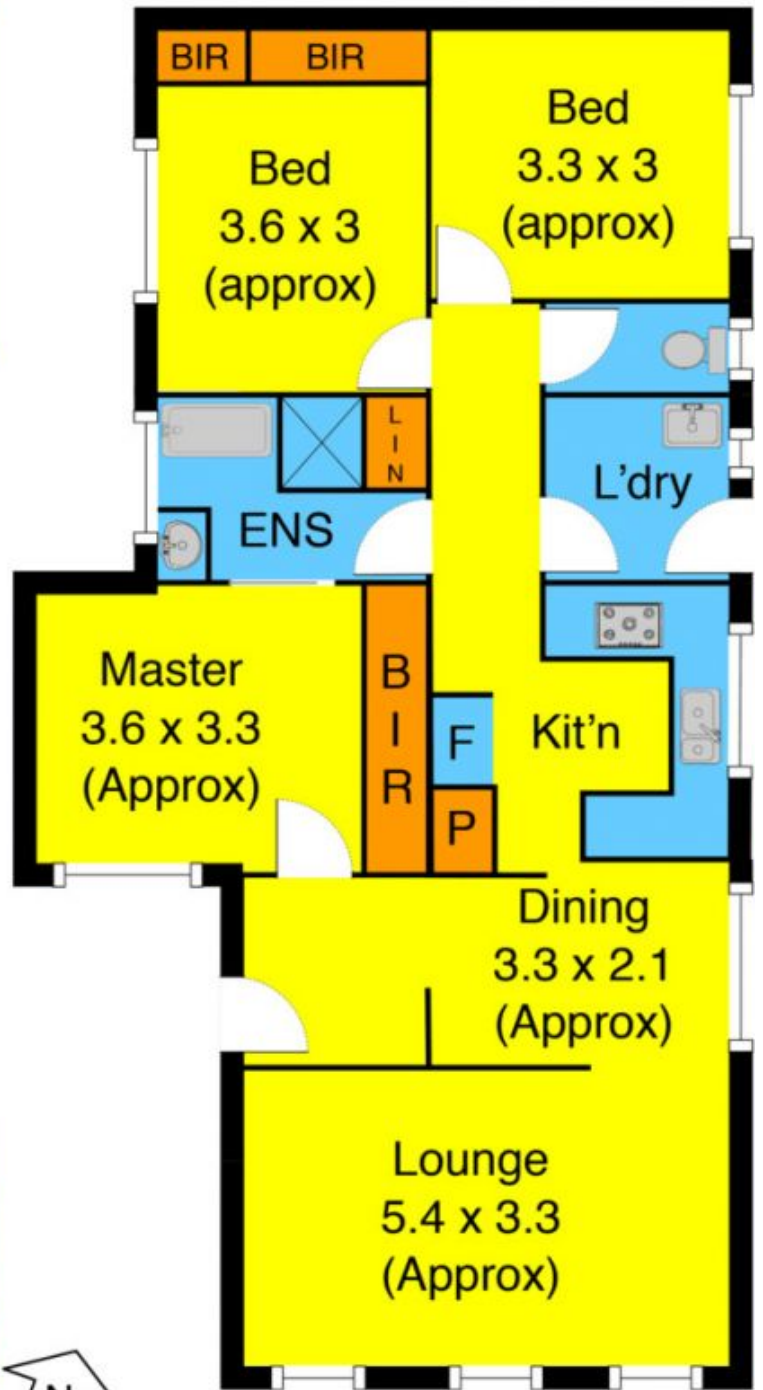 BIR
BIR
Bed
3.6 x 3
(approx)
Bed
3.3 x 3
(approx)
L
I
N
ENS
L'dry
Master
3.6 x 3.3
(Approx)
B
I
R
F
P
Kit'n
Dining
3.3 x 2.1
(Approx)
Lounge
5.4 x 3.3
(Approx)
N